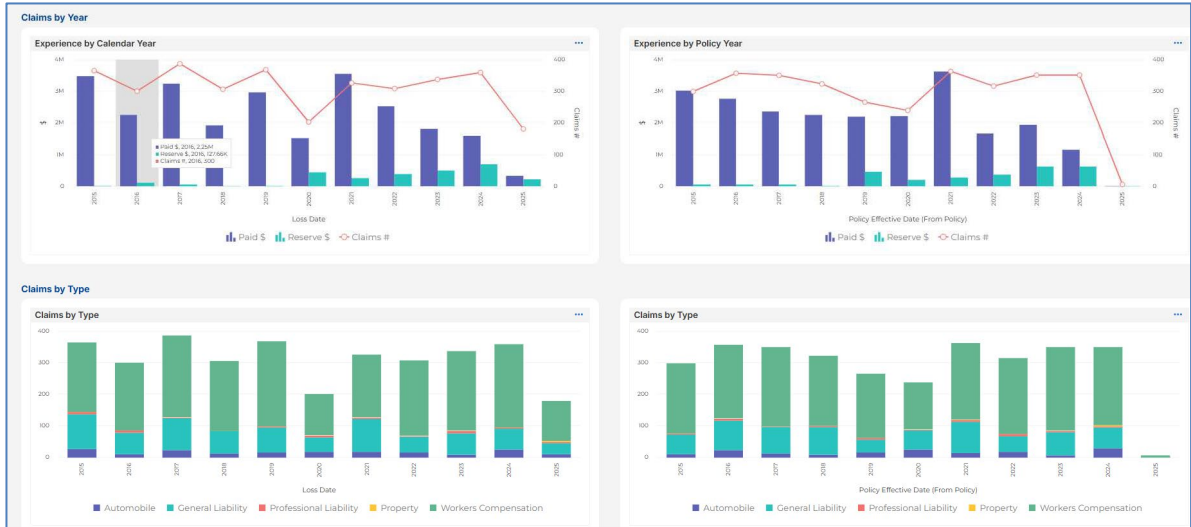 Claims by Year
Experience by Calendar Year
...
4M
3M
2M
1M
0
$
400
300
200
100
0
Claims #
Paid $, 2016, 2.25M
Reserve $, 2016, 127.66K
Claims #, 2016, 300
2015 2016 2017 2018 2019 2020 2021 2022 2023 2024 2025
Loss Date
Paid $ Reserve $ Claims #
Experience by Policy Year
...
4M
3M
2M
1M
0
$
400
300
200
100
0
Claims #
2015 2016 2017 2018 2019 2020 2021 2022 2023 2024 2025
Policy Effective Date (From Policy)
Paid $ Reserve $ Claims #
Claims by Type
Claims by Type
...
400
300
200
100
0
2015 2016 2017 2018 2019 2020 2021 2022 2023 2024 2025
Loss Date
Automobile General Liability Professional Liability Property Workers Compensation
Claims by Type
...
400
300
200
100
0
2015 2016 2017 2018 2019 2020 2021 2022 2023 2024 2025
Policy Effective Date (From Policy)
Automobile General Liability Professional Liability Property Workers Compensation